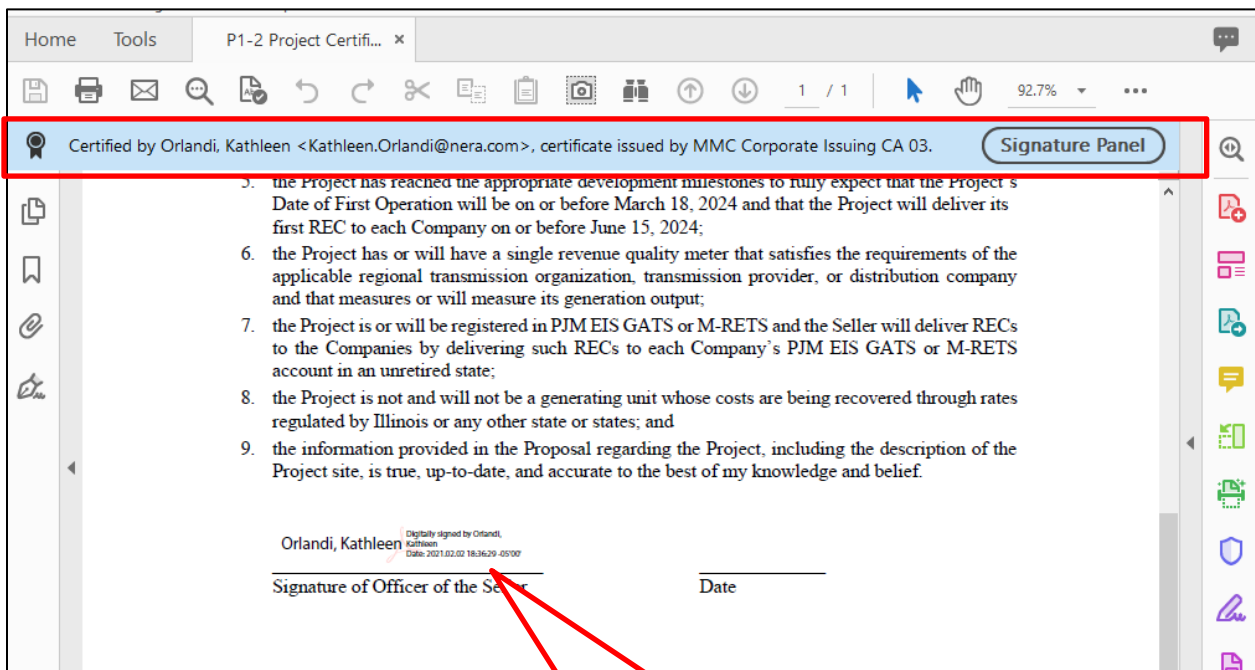 Home Tools P1-2 Project Certifi... ×
1 / 1 92.7%
Certified by Orlandi, Kathleen <Kathleen.Orlandi@nera.com>, certificate issued by MMC Corporate Issuing CA 03. Signature Panel
5. the Project has reached the appropriate development milestones to fully expect that the Project's
Date of First Operation will be on or before March 18, 2024 and that the Project will deliver its
first REC to each Company on or before June 15, 2024;
6. the Project has or will have a single revenue quality meter that satisfies the requirements of the
applicable regional transmission organization, transmission provider, or distribution company
and that measures or will measure its generation output;
7. the Project is or will be registered in PJM EIS GATS or M-RETS and the Seller will deliver RECs
to the Companies by delivering such RECs to each Company's PJM EIS GATS or M-RETS
account in an unretired state;
8. the Project is not and will not be a generating unit whose costs are being recovered through rates
regulated by Illinois or any other state or states; and
9. the information provided in the Proposal regarding the Project, including the description of the
Project site, is true, up-to-date, and accurate to the best of my knowledge and belief.
Orlandi, Kathleen
Digitally signed by Orlandi,
Kathleen
Date: 2021.02.02 18:36:29 -05'00'
Signature of Officer of the Seller Date